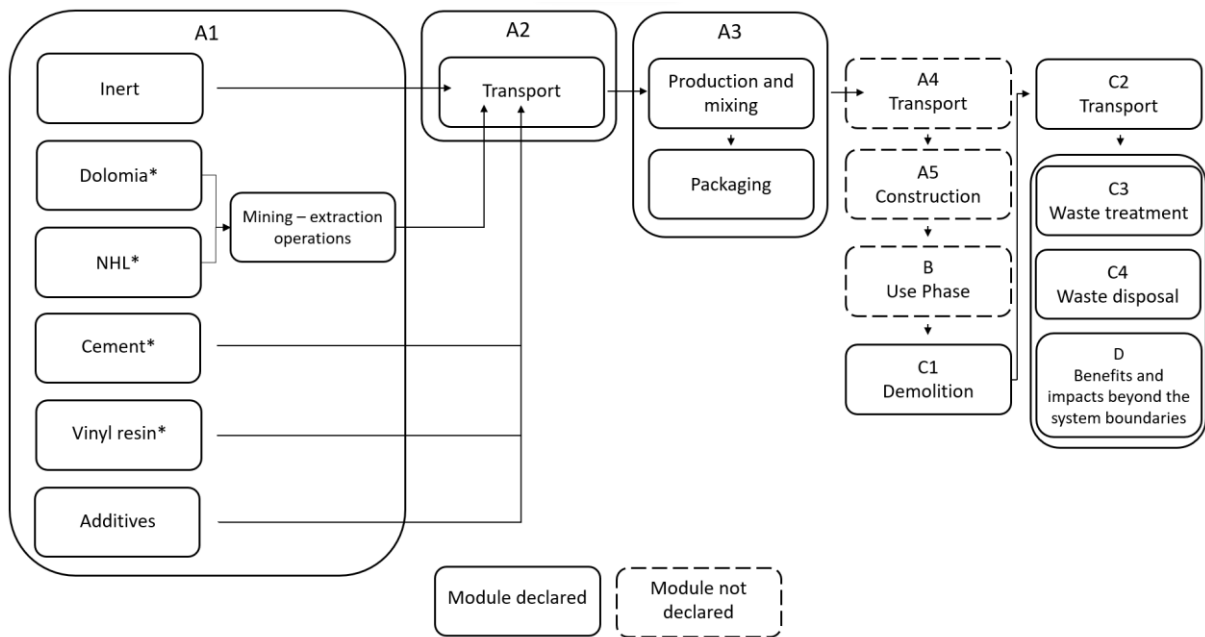 A1
Inert
Dolomia*
NHL*
Mining – extraction
operations
Cement*
Vinyl resin*
Additives
A2
Transport
A3
Production and
mixing
Packaging
A4
Transport
A5
Construction
B
Use Phase
C1
Demolition
C2
Transport
C3
Waste treatment
C4
Waste disposal
D
Benefits and
impacts beyond the
system boundaries
Module declared
Module not
declared